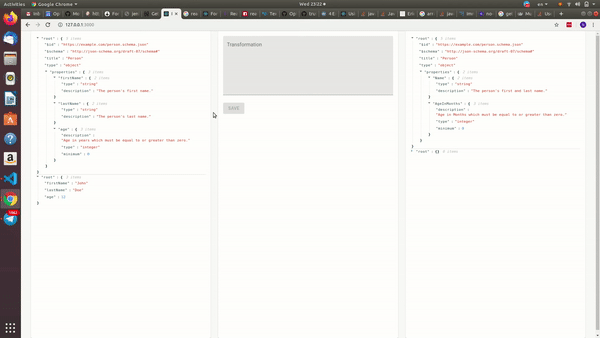 Activities
Google Chrome
Wed 23:22
127.0.0.1:3000
"root" : {
"$id" : "https://example.com/person.schema.json"
"$schema" : "http://json-schema.org/draft-07/schema#"
"title" : "Person"
"type" : "object"
"properties" : {
"firstName" : { 2 items
"type" : "string"
"description" : "The person's first name."
}
"lastName" : { 2 items
"type" : "string"
"description" : "The person's last name."
}
"age" : { 3 items
"description" :
"Age in years which must be equal to or greater than zero."
"type" : "integer"
"minimum" : 0
}
}
}
"root" : { 3 items
"firstName" : "John"
"lastName" : "Doe"
"age" : 12
}
Transformation
SAVE
"root" : {
"$id" : "https://example.com/person.schema.json"
"$schema" : "http://json-schema.org/draft-07/schema#"
"title" : "Person"
"type" : "object"
"properties" : { 2 items
"Name" : { 2 items
"type" : "string"
"description" : "The person's first and last name."
}
"AgeInMonths" : { 3 items
"description" :
"Age in Months which must be equal to or greater than zero."
"type" : "integer"
"minimum" : 0
}
}
}
"root" : {} 0 items